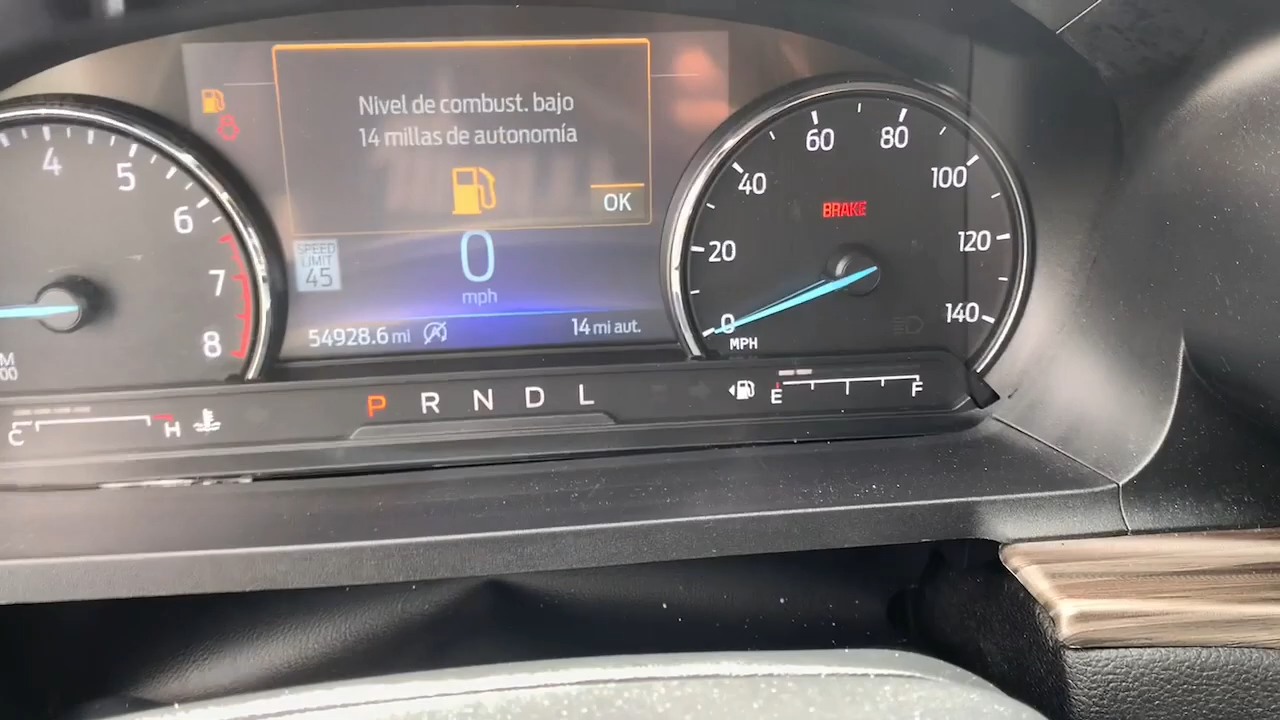 Nivel de combust. bajo
14 millas de autonomía
OK
4
5
6
7
8
SPEED
LIMIT
45
0
mph
54928.6 mi
14 mi aut.
0
20
40
60
80
100
120
140
BRAKE
MPH
C
H
P R N D L
E
F